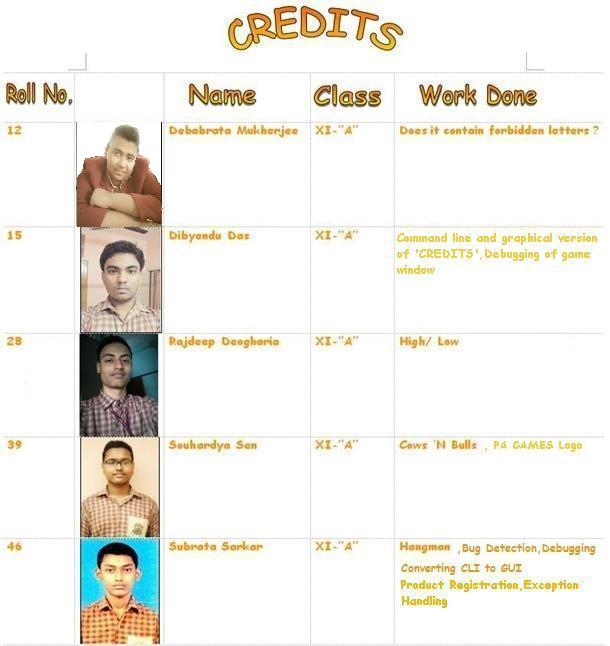 CREDITS
Roll No. Name Class Work Done
12 Debabrata Mukherjee XI-"A" Does it contain forbidden letters ?
15 Dibyendu Das XI-"A" Command line and graphical version
of 'CREDITS',Debugging of game
window
28 Rajdeep Deogharia XI-"A" High/ Low
39 Souhardya Sen XI-"A" Cows 'N Bulls , PA GAMES Logo
46 Subrata Sarkar XI-"A" Hangman ,Bug Detection,Debugging
Converting CLI to GUI
Product Registration,Exception
Handling